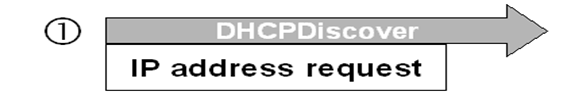 ① DHCPDiscover
IP address request